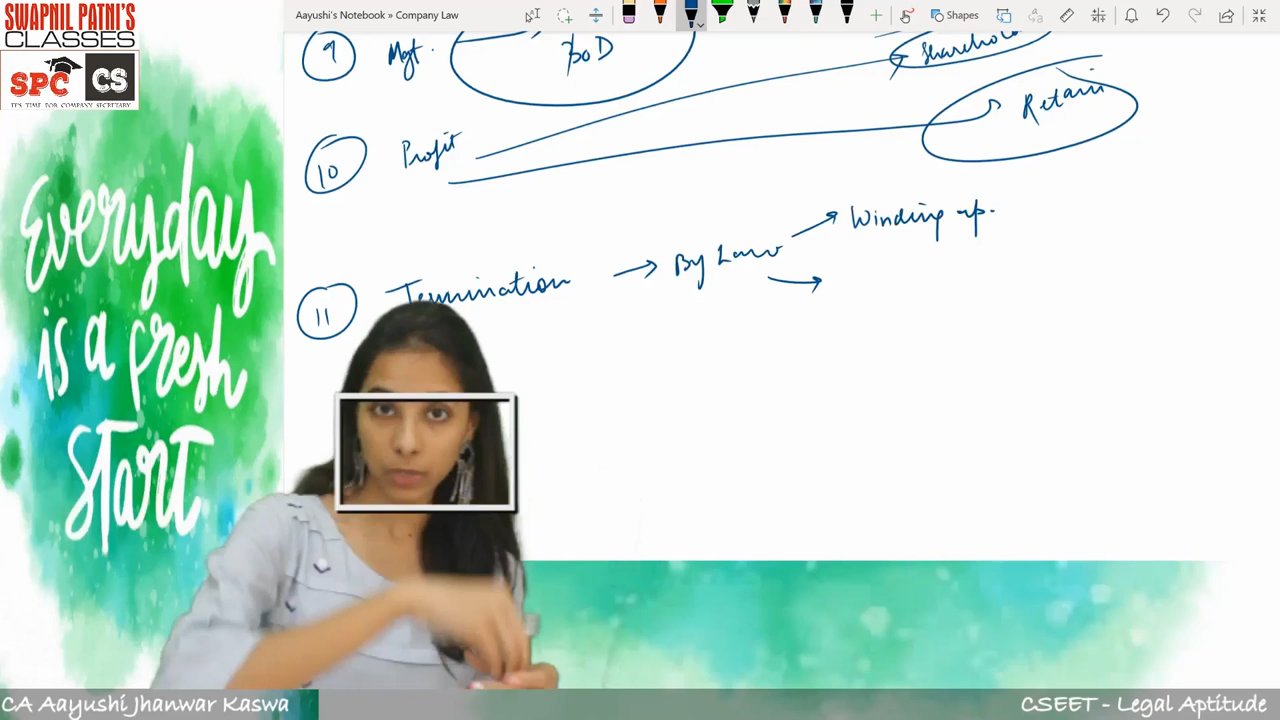 SWAPNIL PATNI'S
CLASSES
SPC CS
IT'S TIME FOR COMPANY SECRETARY
Aayushi's Notebook » Company Law
Shapes
9 Mgt. BoD
Retain
10 Profit
Winding up.
11 Termination → By Law
Everyday
is a fresh
START
CA Aayushi Jhanwar Kaswa
CSEET - Legal Aptitude